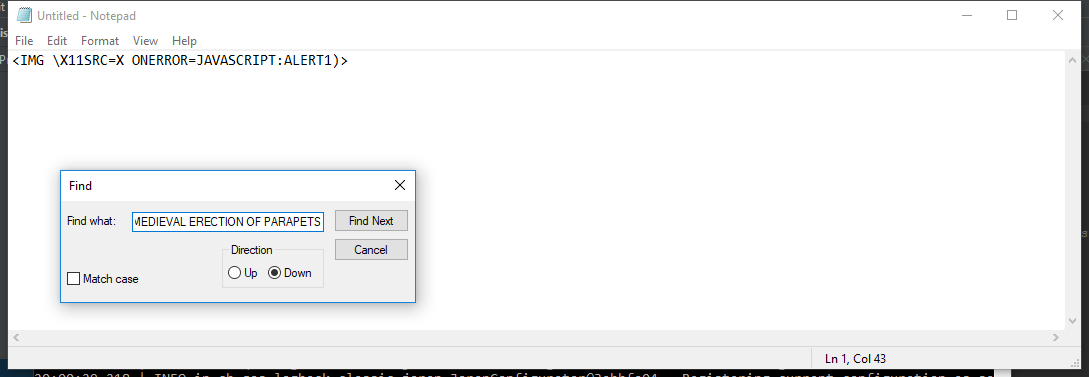 Untitled - Notepad
File Edit Format View Help
<IMG \X11SRC=X ONERROR=JAVASCRIPT:ALERT1)>
Find
Find what: MEDIEVAL ERECTION OF PARAPETS Find Next
Direction Cancel
Up Down
Match case
Ln 1, Col 43